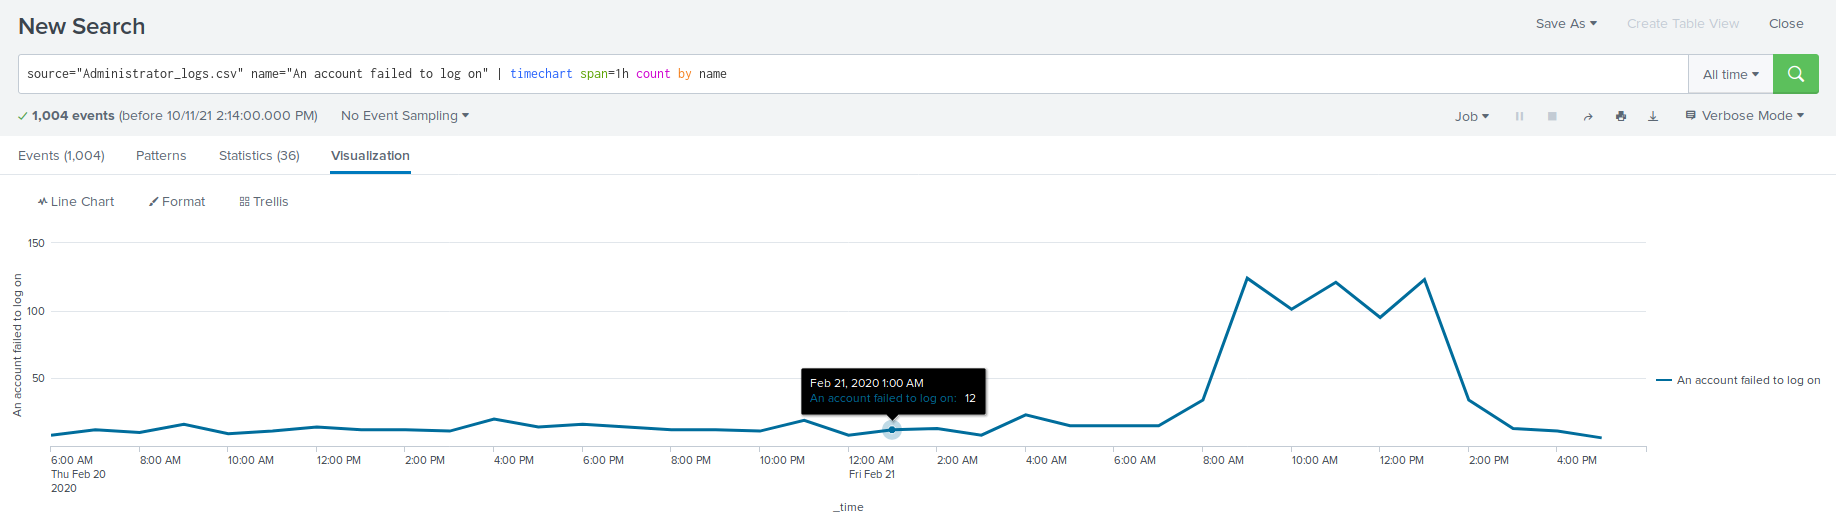 New Search
Save As Create Table View Close
source="Administrator_logs.csv" name="An account failed to log on" | timechart span=1h count by name
All time
1,004 events (before 10/11/21 2:14:00.000 PM) No Event Sampling
Job Verbose Mode
Events (1,004) Patterns Statistics (36) Visualization
Line Chart Format Trellis
An account failed to log on
150
100
50
Feb 21, 2020 1:00 AM
An account failed to log on: 12
An account failed to log on
6:00 AM 8:00 AM 10:00 AM 12:00 PM 2:00 PM 4:00 PM 6:00 PM 8:00 PM 10:00 PM 12:00 AM 2:00 AM 4:00 AM 6:00 AM 8:00 AM 10:00 AM 12:00 PM 2:00 PM 4:00 PM
Thu Feb 20 Fri Feb 21
2020
_time